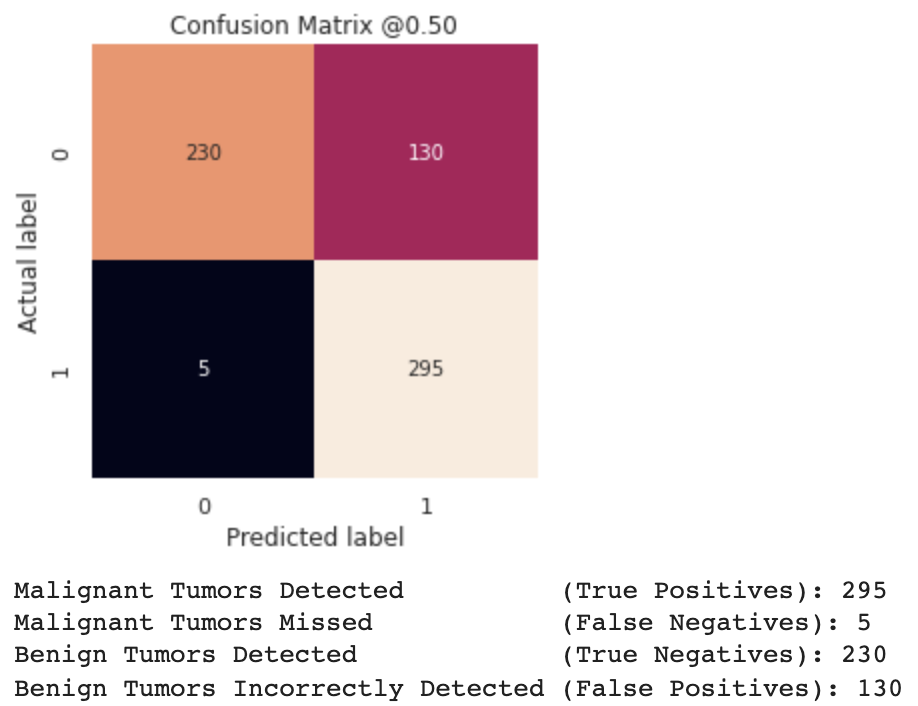 Confusion Matrix @0.50
Actual label
0
230
130
1
5
295
0
1
Predicted label
Malignant Tumors Detected (True Positives): 295
Malignant Tumors Missed (False Negatives): 5
Benign Tumors Detected (True Negatives): 230
Benign Tumors Incorrectly Detected (False Positives): 130